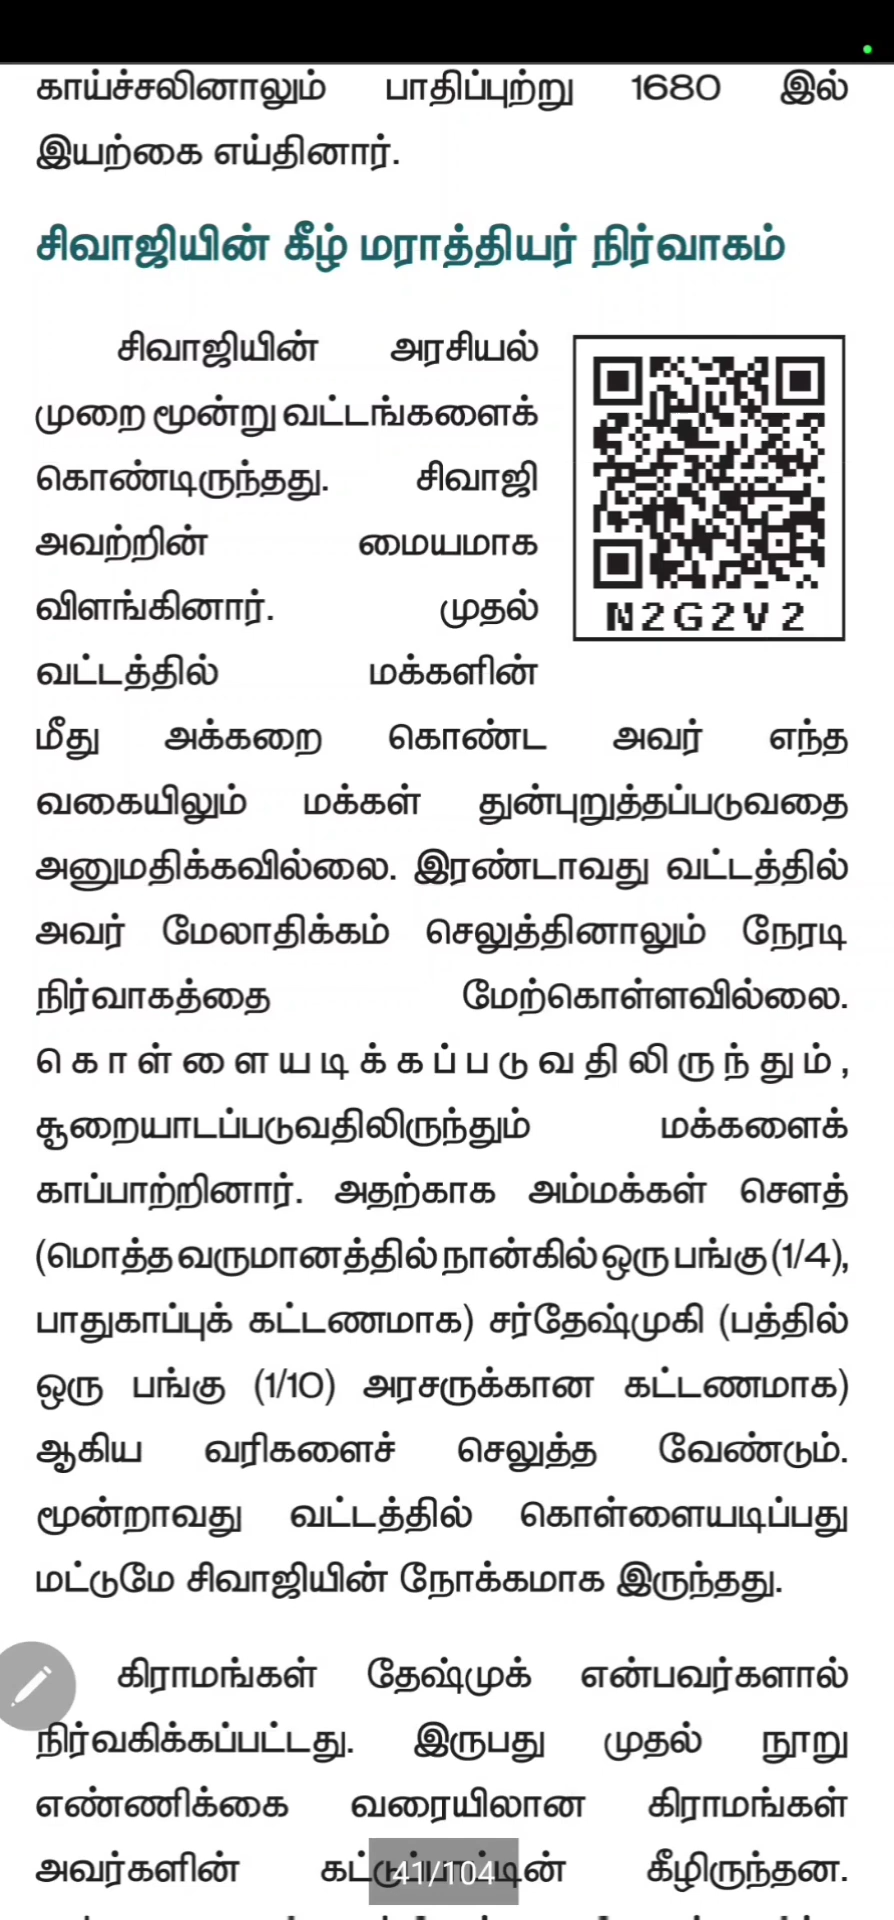 காய்ச்சலினாலும் பாதிப்புற்று 1680 இல்
இயற்கை எய்தினார்.
சிவாஜியின் கீழ் மராத்தியர் நிர்வாகம்
சிவாஜியின் அரசியல்
முறை மூன்று வட்டங்களைக்
கொண்டிருந்தது. சிவாஜி
அவற்றின் மையமாக
விளங்கினார். முதல்
வட்டத்தில் மக்களின்
N2G2V2
மீது அக்கறை கொண்ட அவர் எந்த
வகையிலும் மக்கள் துன்புறுத்தப்படுவதை
அனுமதிக்கவில்லை. இரண்டாவது வட்டத்தில்
அவர் மேலாதிக்கம் செலுத்தினாலும் நேரடி
நிர்வாகத்தை மேற்கொள்ளவில்லை.
கொள்ளையடிக்கப்படுவதிலிருந்தும்,
சூறையாடப்படுவதிலிருந்தும் மக்களைக்
காப்பாற்றினார். அதற்காக அம்மக்கள் சௌத்
(மொத்த வருமானத்தில் நான்கில் ஒரு பங்கு (1/4),
பாதுகாப்புக் கட்டணமாக) சர்தேஷ்முகி (பத்தில்
ஒரு பங்கு (1/10) அரசருக்கான கட்டணமாக)
ஆகிய வரிகளைச் செலுத்த வேண்டும்.
மூன்றாவது வட்டத்தில் கொள்ளையடிப்பது
மட்டுமே சிவாஜியின் நோக்கமாக இருந்தது.
கிராமங்கள் தேஷ்முக் என்பவர்களால்
நிர்வகிக்கப்பட்டது. இருபது முதல் நூறு
எண்ணிக்கை வரையிலான கிராமங்கள்
அவர்களின் கட்டுப்பாட்டின் கீழிருந்தன.
41/104